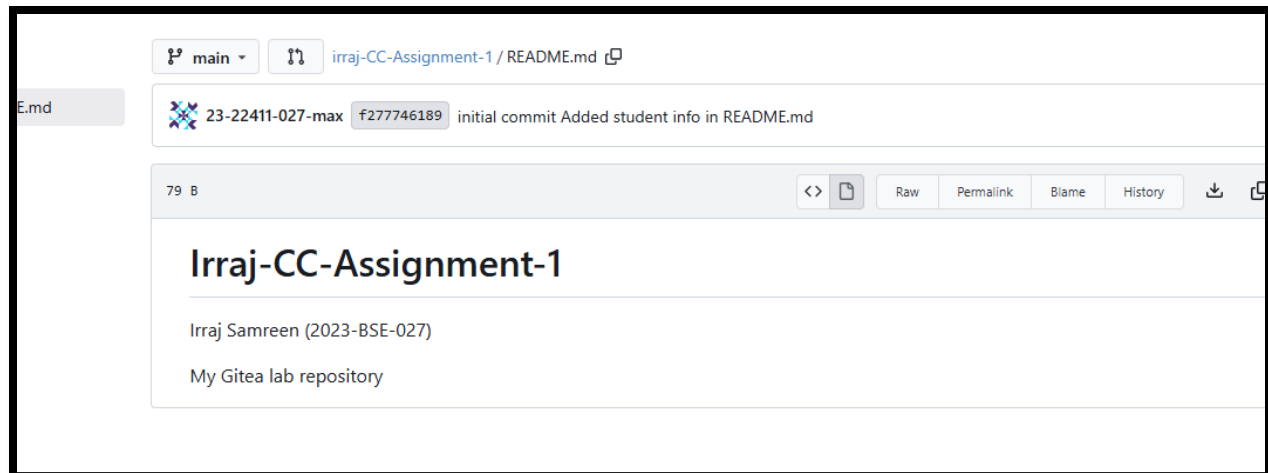 main
irraj-CC-Assignment-1 / README.md
E.md
23-22411-027-max f277746189 initial commit Added student info in README.md
79 B
Raw Permalink Blame History
Irraj-CC-Assignment-1
Irraj Samreen (2023-BSE-027)
My Gitea lab repository